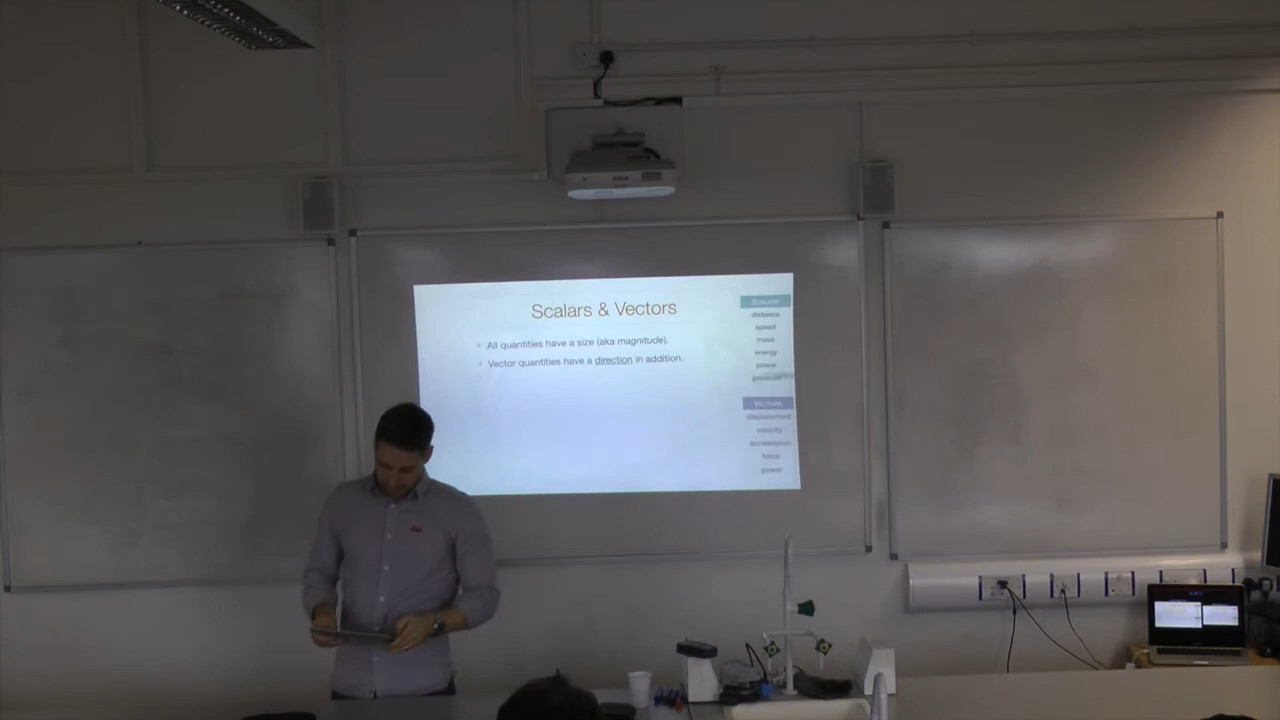 EPSON
Scalars & Vectors
All quantities have a size (aka magnitude).
Vector quantities have a direction in addition.
SCALARS
distance
speed
mass
energy
power
pressure
VECTORS
displacement
velocity
acceleration
force
power